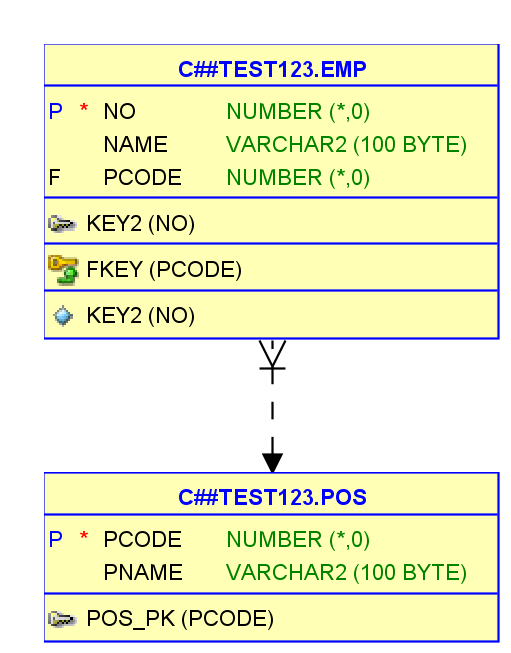 C##TEST123.EMP
P * NO NUMBER (*,0)
NAME VARCHAR2 (100 BYTE)
F PCODE NUMBER (*,0)
KEY2 (NO)
FKEY (PCODE)
KEY2 (NO)
C##TEST123.POS
P * PCODE NUMBER (*,0)
PNAME VARCHAR2 (100 BYTE)
POS_PK (PCODE)